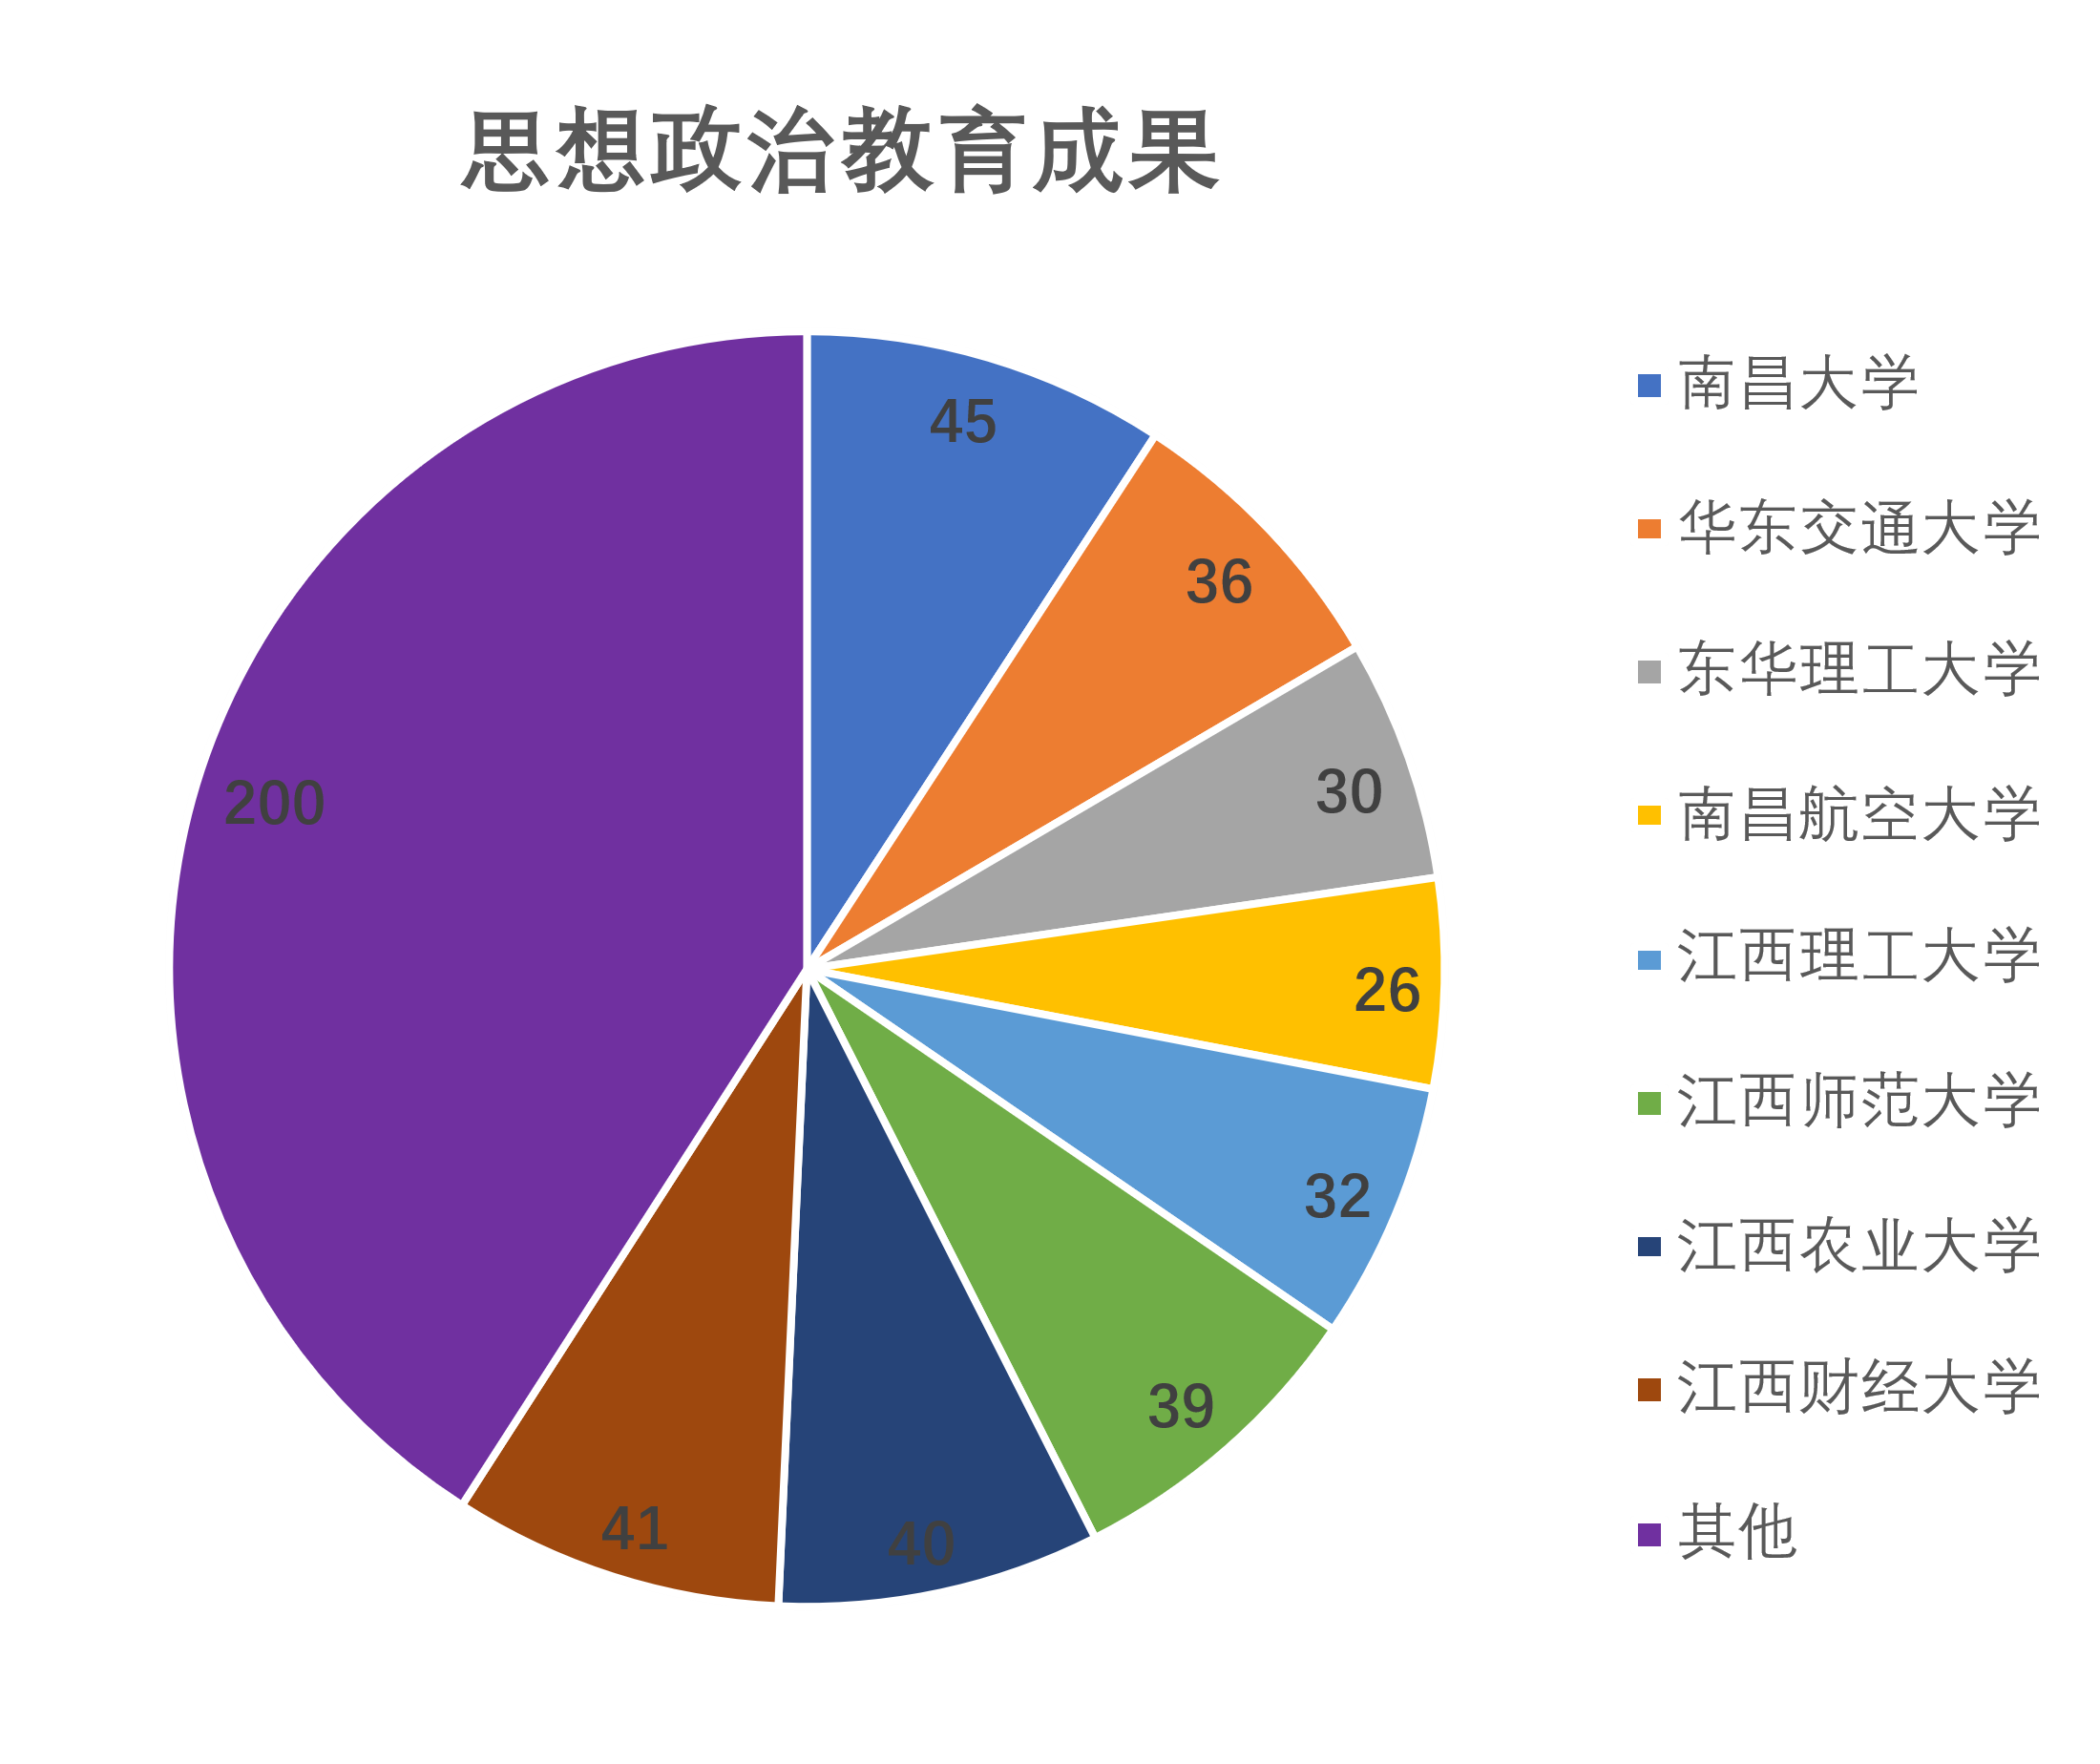 思想政治教育成果
45
36
30
26
32
39
40
41
200
南昌大学
华东交通大学
东华理工大学
南昌航空大学
江西理工大学
江西师范大学
江西农业大学
江西财经大学
其他